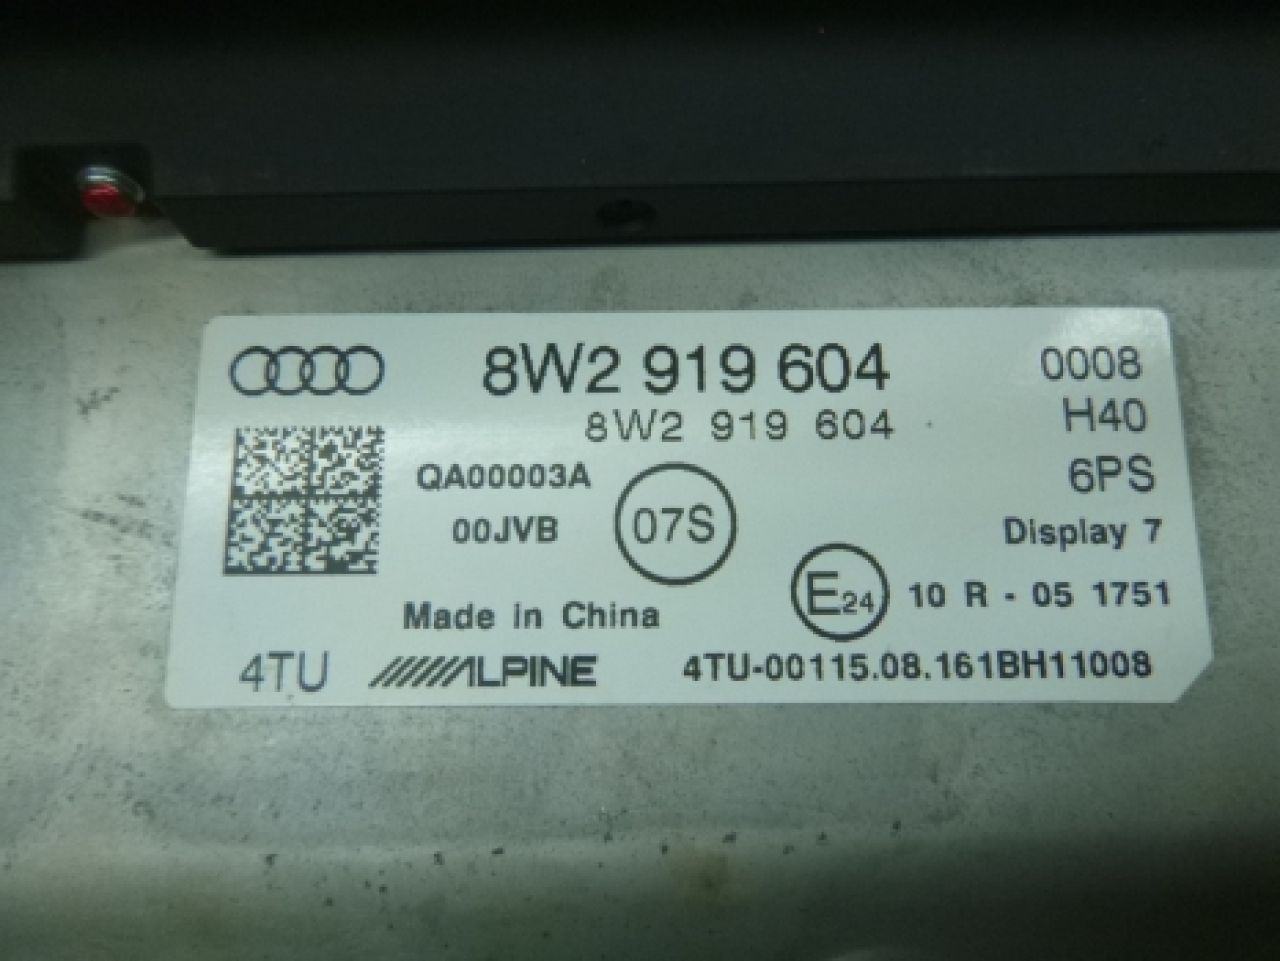 8W2 919 604 0008
8W2 919 604 H40
QA00003A 6PS
00JVB 07S Display 7
E24 10 R - 05 1751
Made in China
4TU ALPINE 4TU-00115.08.161BH11008